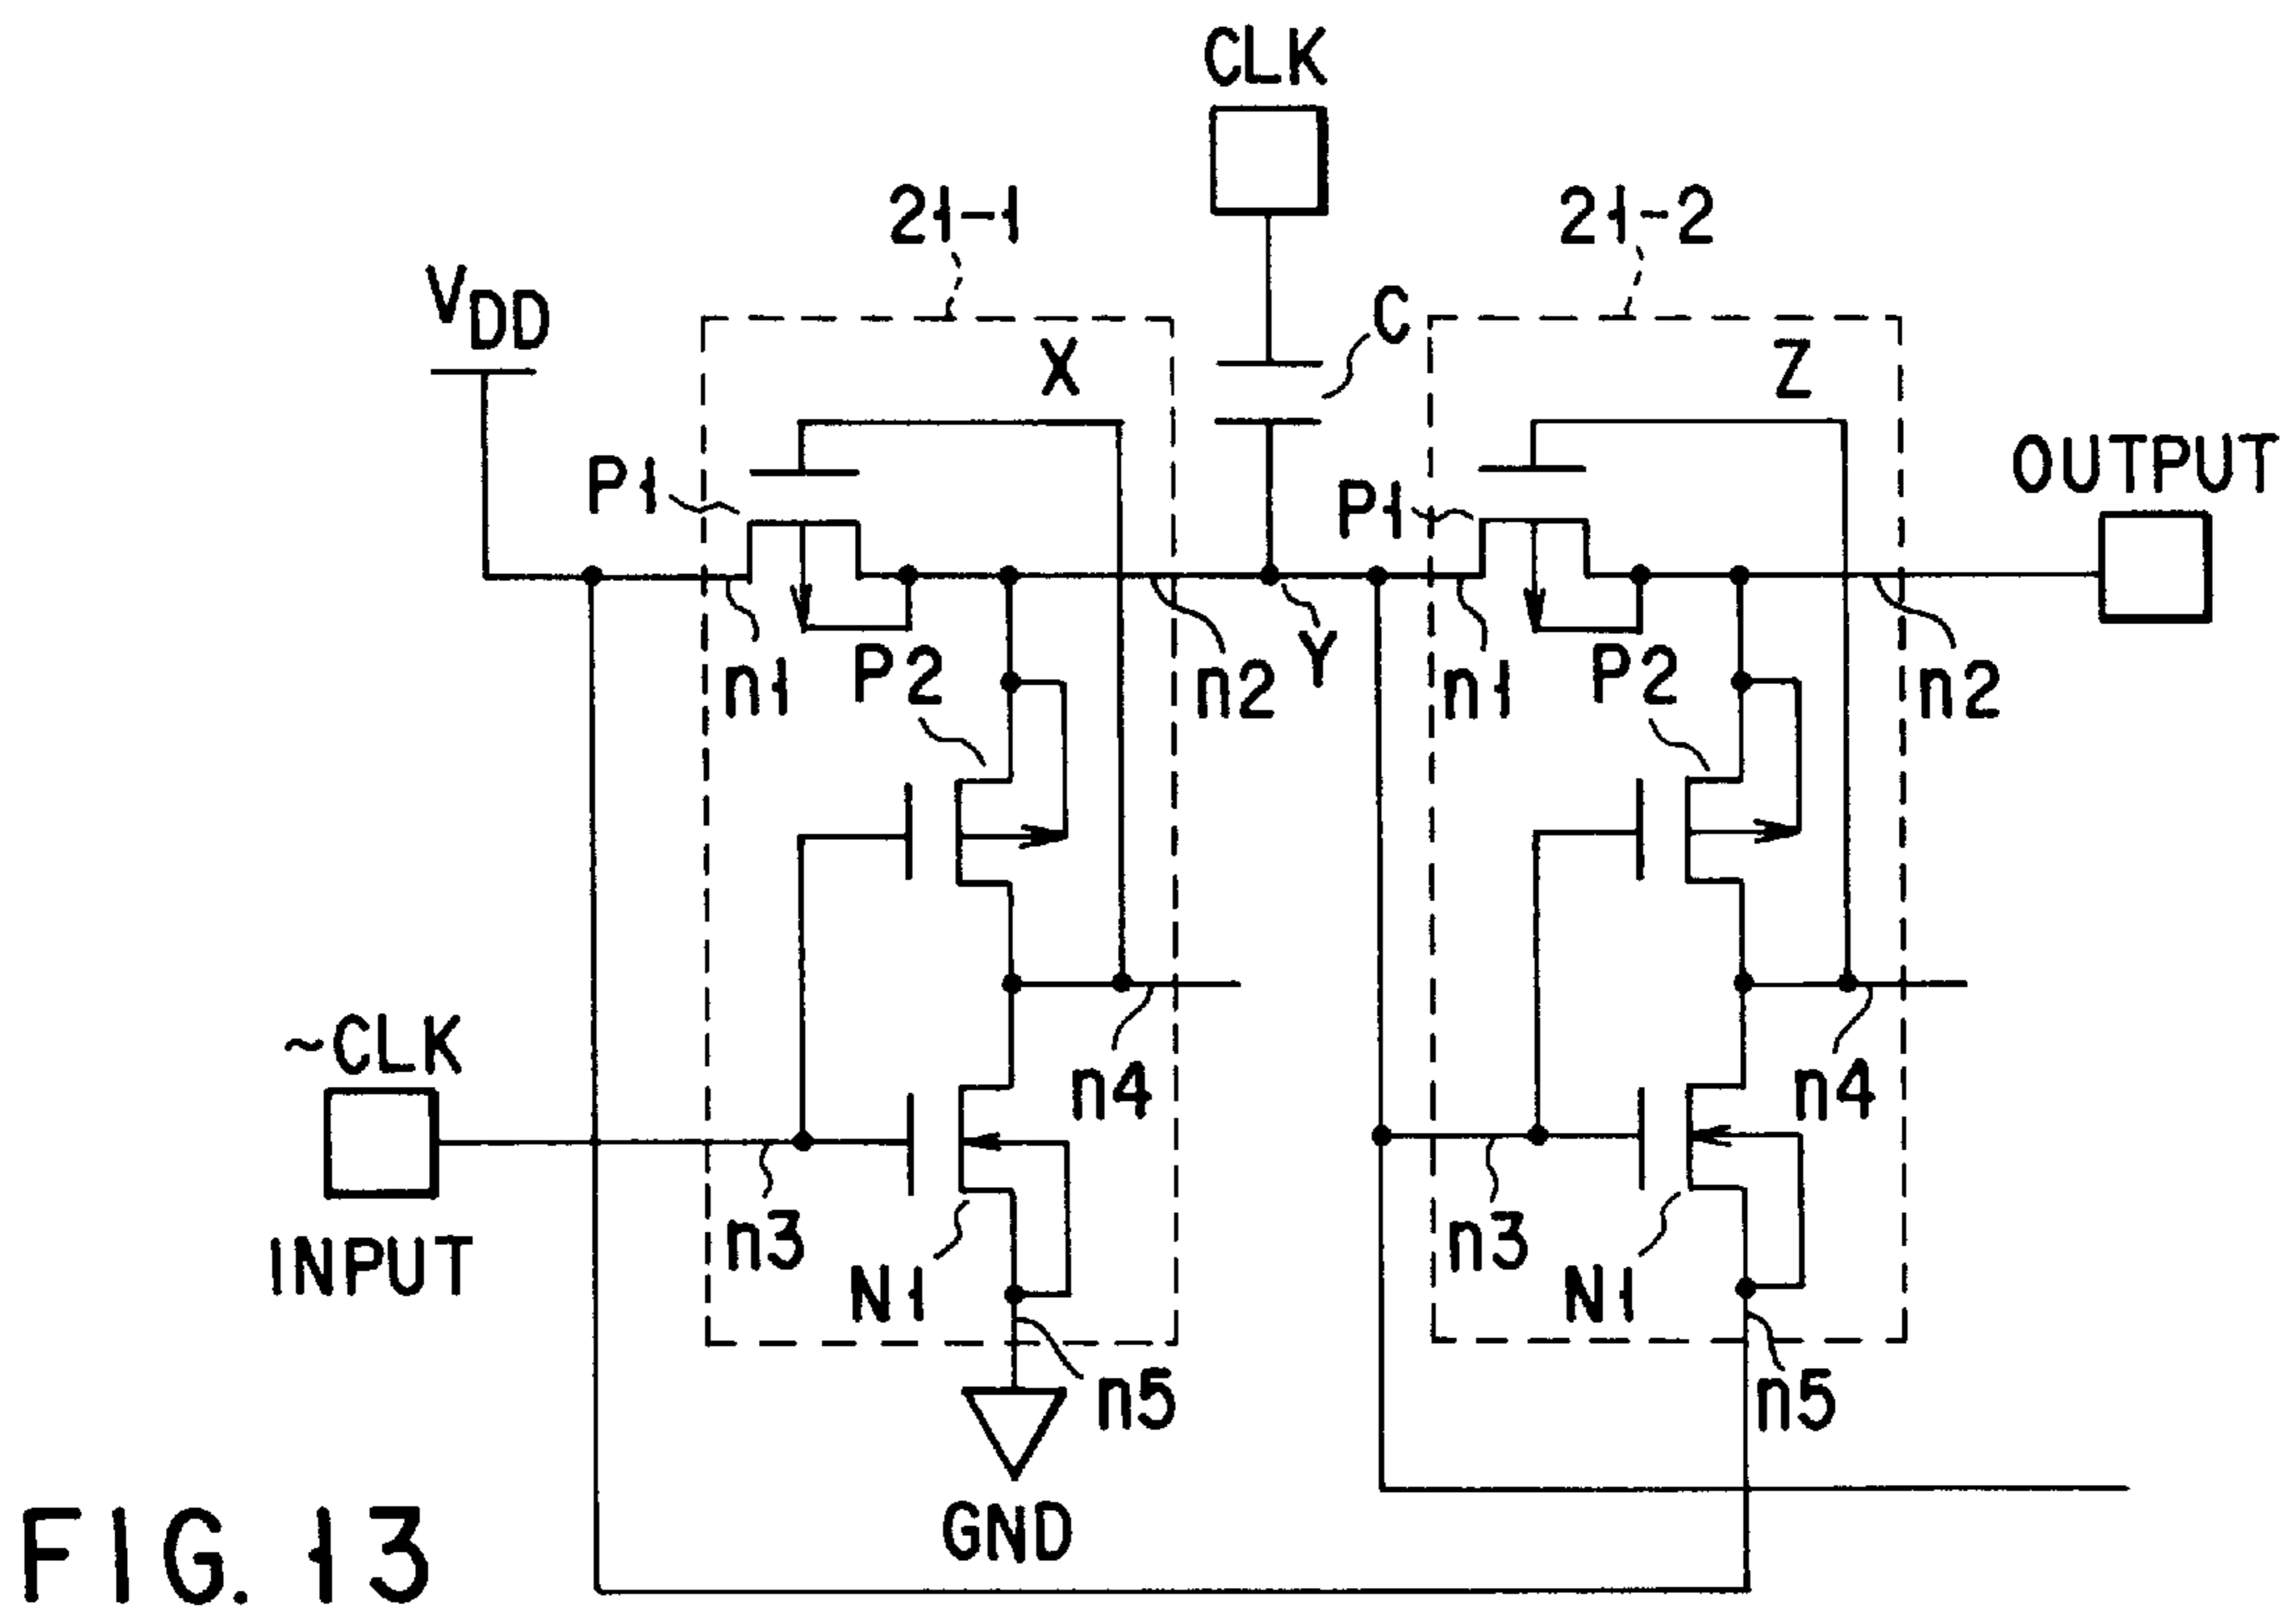 CLK
21-1
21-2
VDD
C
X
Z
P1
P1
OUTPUT
n1
P2
n2
Y
n1
P2
n2
~CLK
n4
n4
INPUT
n3
N1
n3
N1
n5
n5
GND
FIG. 13